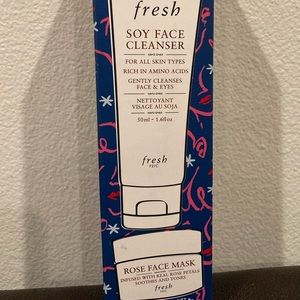 fresh
SOY FACE
CLEANSER
FOR ALL SKIN TYPES
RICH IN AMINO ACIDS
GENTLY CLEANSES
FACE & EYES
NETTOYANT
VISAGE AU SOJA
50ml - 1.6fl oz
fresh
ROSE FACE MASK
INFUSED WITH REAL ROSE PETALS
SOOTHES AND TONES
fresh